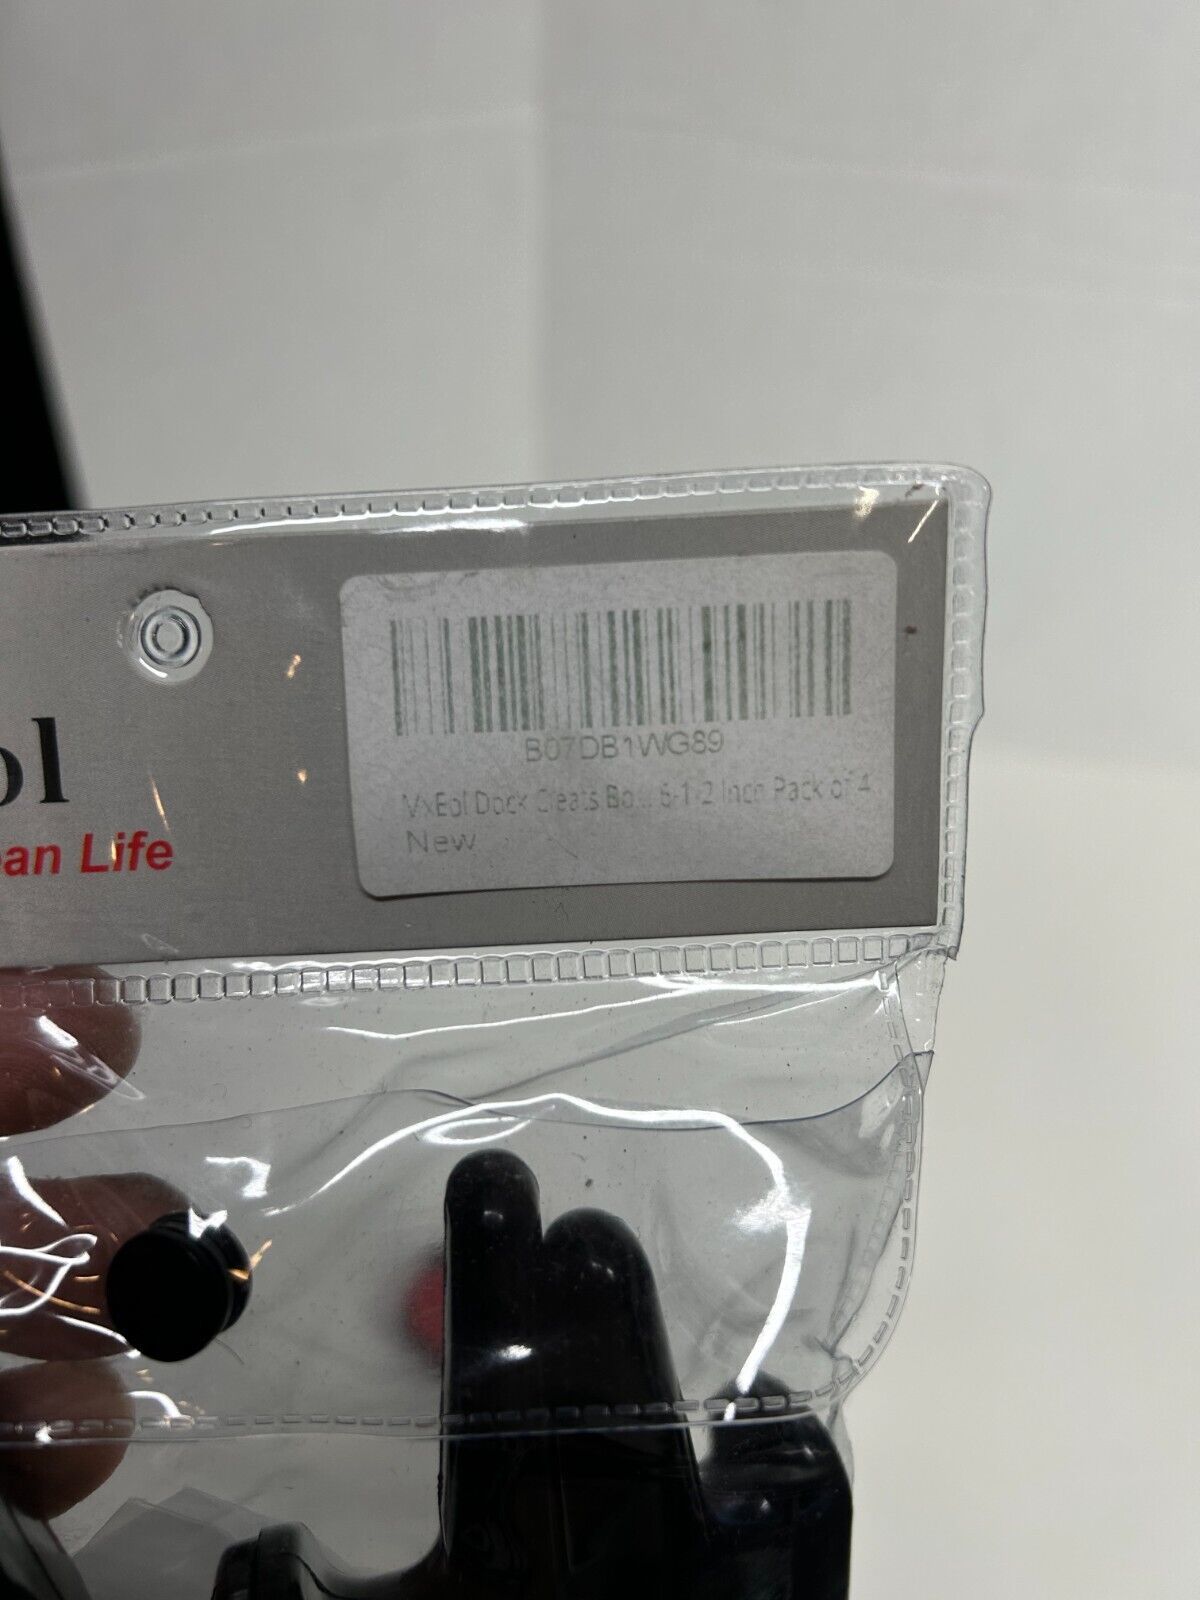 ol
an Life
B07DB1WG89
VxEol Dock Cleats Bo... 6-1-2 Inch Pack of 4
New